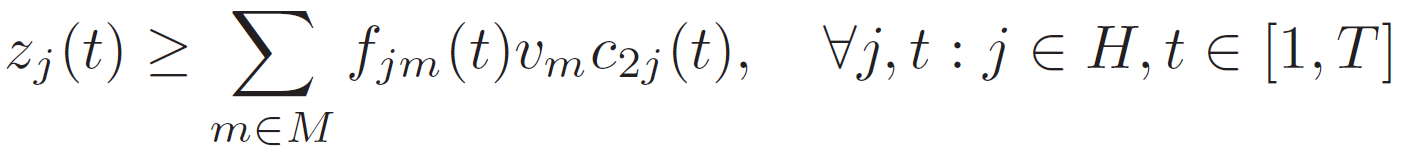 z_j(t) ≥ ∑_{m∈M} f_{jm}(t)v_m c_{2j}(t), ∀j, t : j ∈ H, t ∈ [1, T]